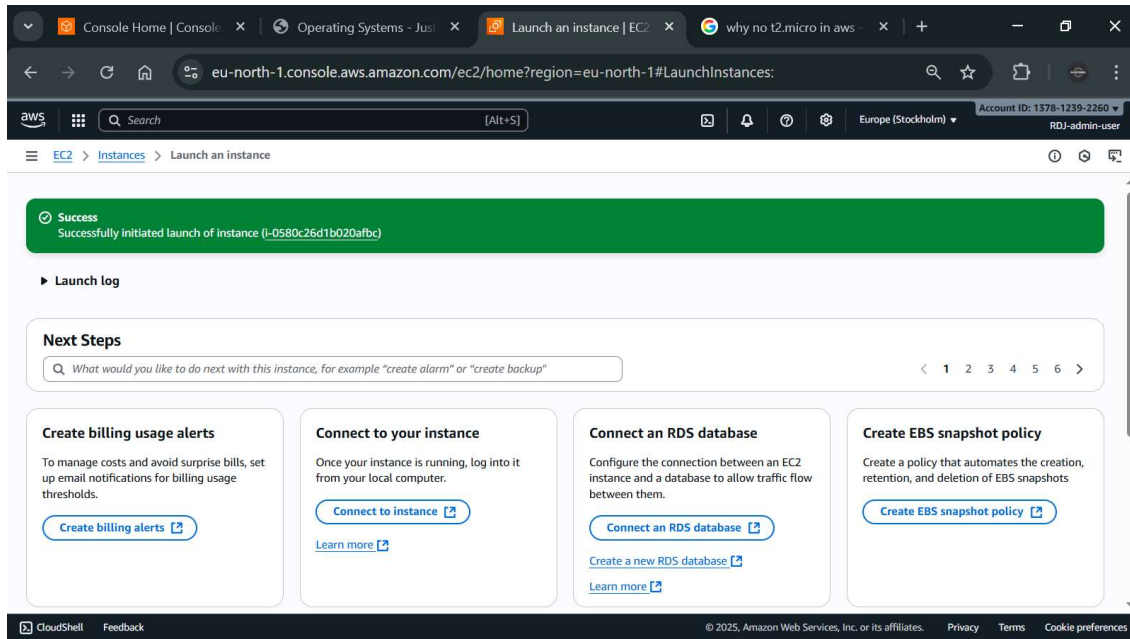 Console Home | Console
Operating Systems - Jus
Launch an instance | EC2
why no t2.micro in aws -
eu-north-1.console.aws.amazon.com/ec2/home?region=eu-north-1#LaunchInstances:
aws
Search
[Alt+S]
Europe (Stockholm)
Account ID: 1378-1239-2260
RDJ-admin-user
EC2 > Instances > Launch an instance
Success
Successfully initiated launch of instance (i-0580c26d1b020afbc)
Launch log
Next Steps
What would you like to do next with this instance, for example "create alarm" or "create backup"
1 2 3 4 5 6
Create billing usage alerts
To manage costs and avoid surprise bills, set
up email notifications for billing usage
thresholds.
Create billing alerts
Connect to your instance
Once your instance is running, log into it
from your local computer.
Connect to instance
Learn more
Connect an RDS database
Configure the connection between an EC2
instance and a database to allow traffic flow
between them.
Connect an RDS database
Create a new RDS database
Learn more
Create EBS snapshot policy
Create a policy that automates the creation,
retention, and deletion of EBS snapshots
Create EBS snapshot policy
CloudShell
Feedback
© 2025, Amazon Web Services, Inc. or its affiliates.
Privacy
Terms
Cookie preferences